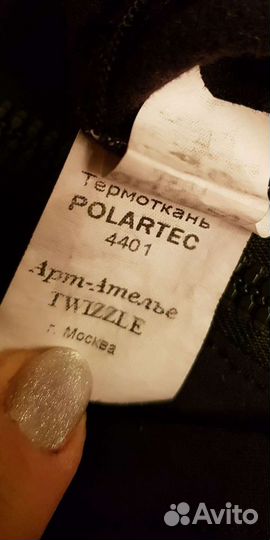 Термоткань
POLARTEC
4401
Арт-Ателье
TWIZZLE
г. Москва
Avito